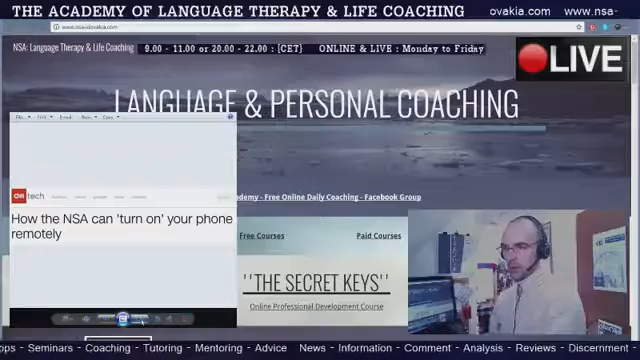 THE ACADEMY OF LANGUAGE THERAPY & LIFE COACHING ovakia.com www.nsa-
www.nsa-slovakia.com
NSA: Language Therapy & Life Coaching 9.00 - 11.00 or 20.00 - 22.00 : [CET] ONLINE & LIVE : Monday to Friday
LIVE
LANGUAGE & PERSONAL COACHING
CNN tech
How the NSA can 'turn on' your phone
remotely
ademy - Free Online Daily Coaching - Facebook Group
Free Courses Paid Courses
"THE SECRET KEYS"
Online Professional Development Course
ops - Seminars - Coaching - Tutoring - Mentoring - Advice News - Information - Comment - Analysis - Reviews - Discernment -